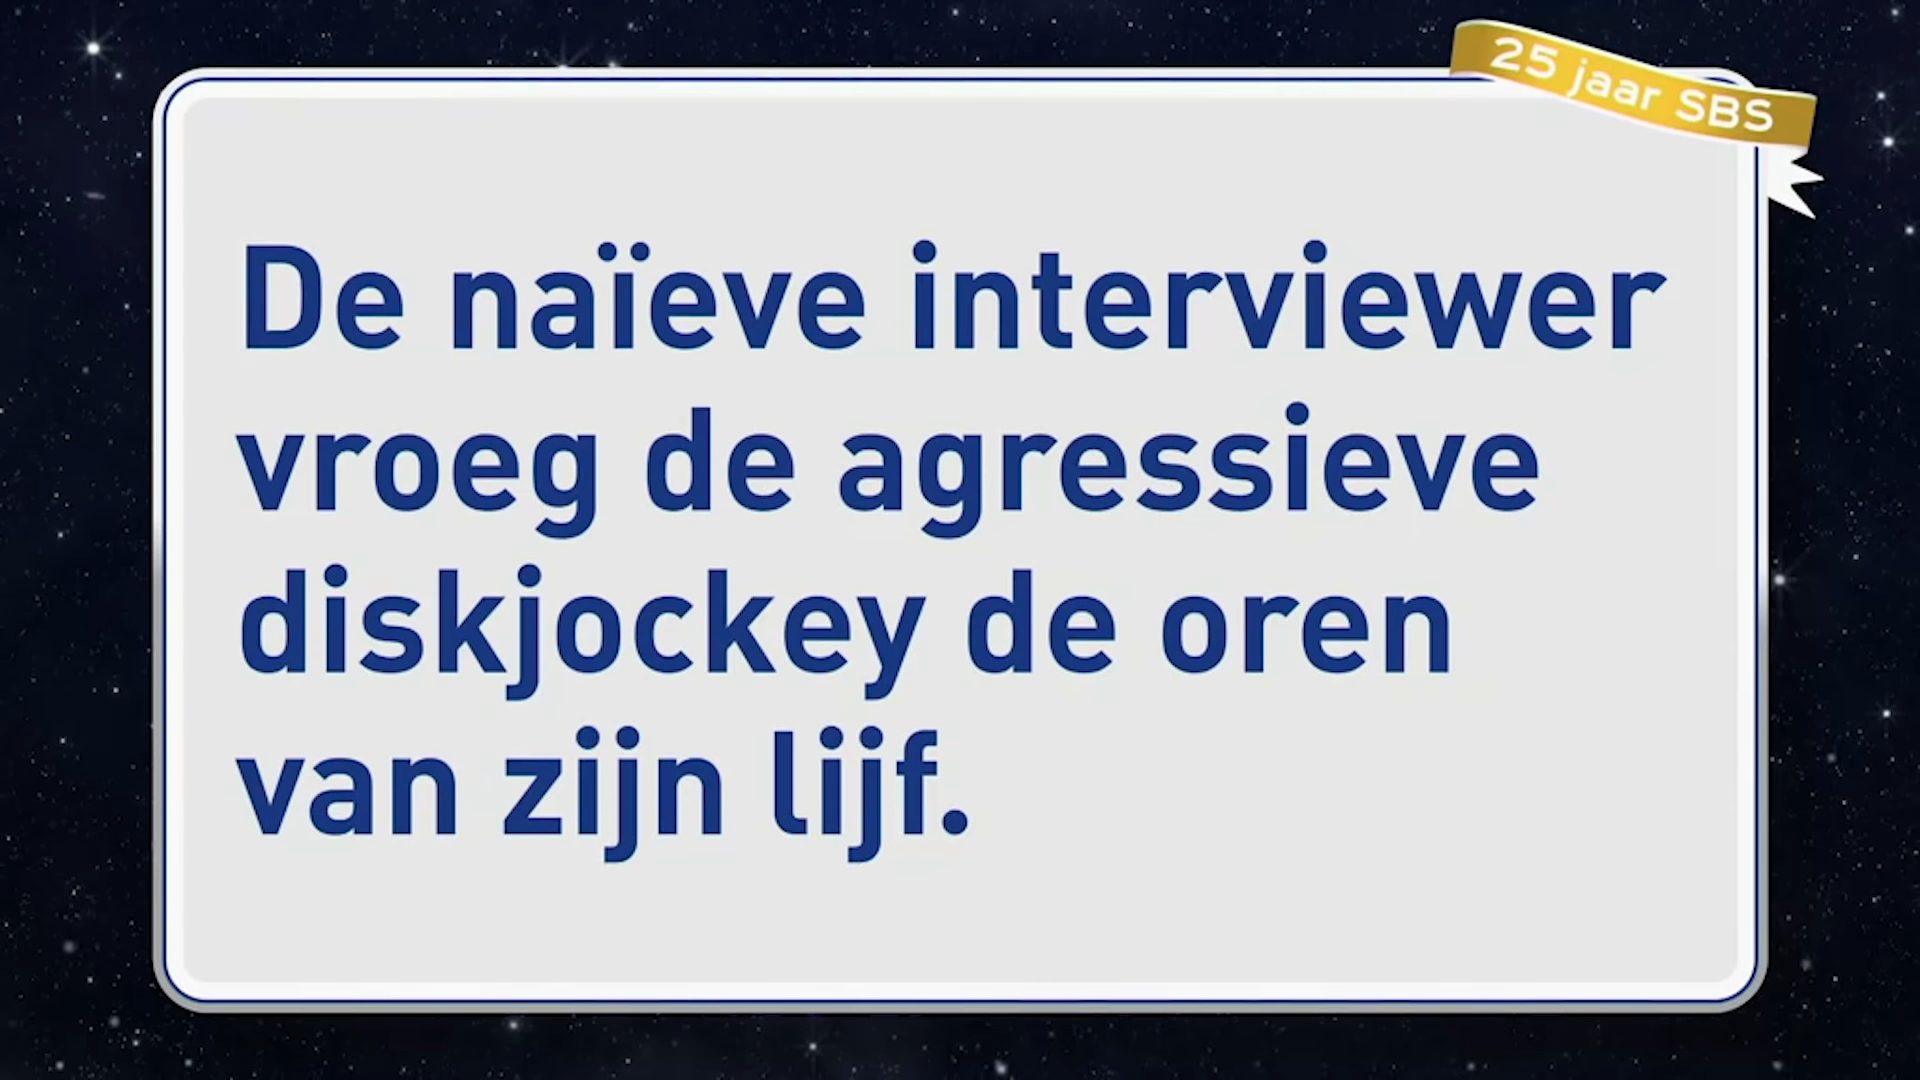 25 jaar SBS
De naïeve interviewer
vroeg de agressieve
diskjockey de oren
van zijn lijf.